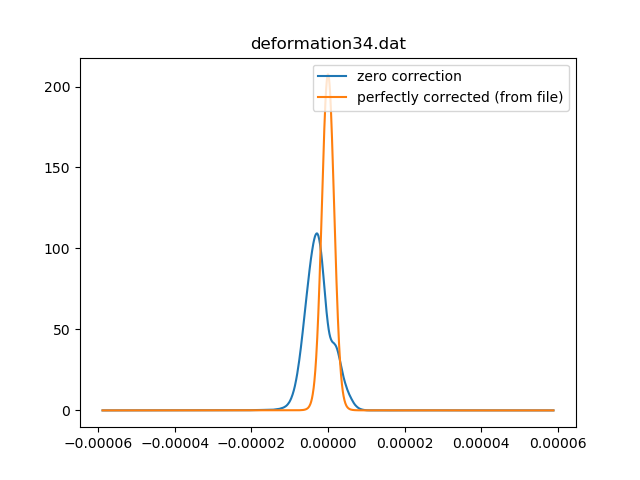 deformation34.dat
zero correction
perfectly corrected (from file)
200
150
100
50
0
−0.00006 −0.00004 −0.00002 0.00000 0.00002 0.00004 0.00006